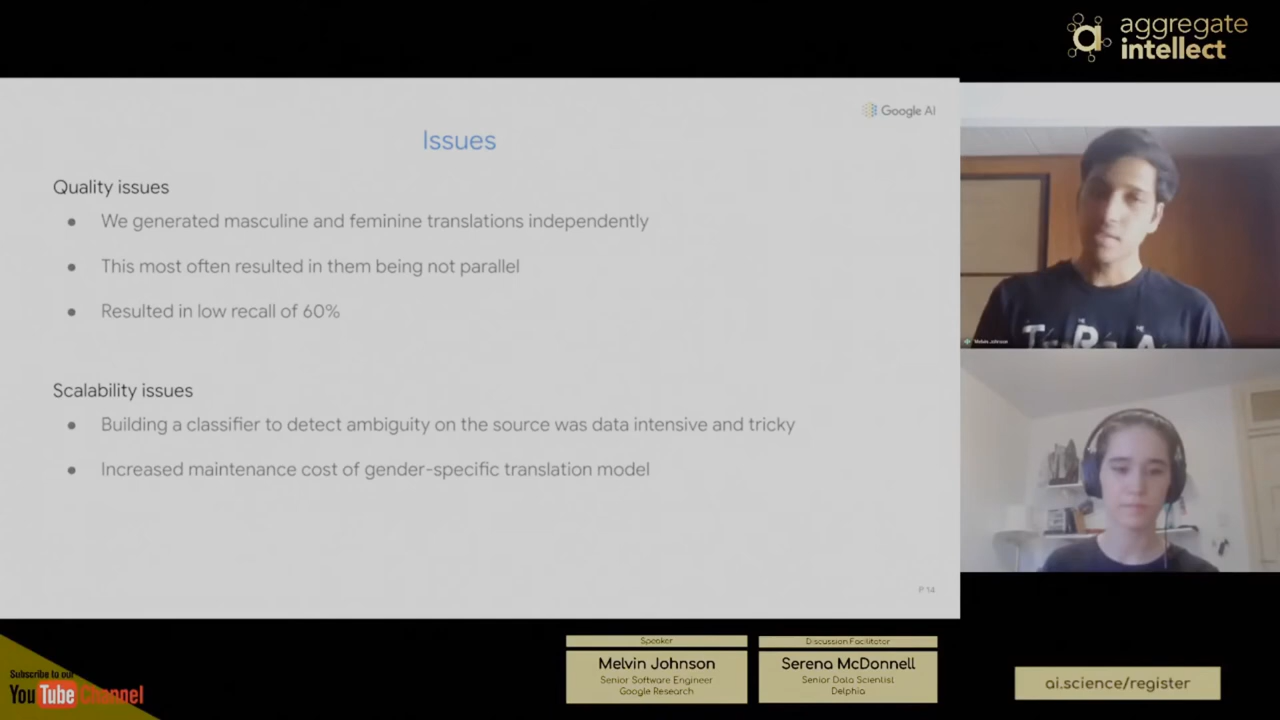 aggregate
intellect
Google AI
Issues
Quality issues
● We generated masculine and feminine translations independently
● This most often resulted in them being not parallel
● Resulted in low recall of 60%
Scalability issues
● Building a classifier to detect ambiguity on the source was data intensive and tricky
● Increased maintenance cost of gender-specific translation model
P 14
Melvin Johnson
Speaker
Melvin Johnson
Senior Software Engineer
Google Research
Discussion Facilitator
Serena McDonnell
Senior Data Scientist
Delphia
Subscribe to our
YouTube Channel
ai.science/register